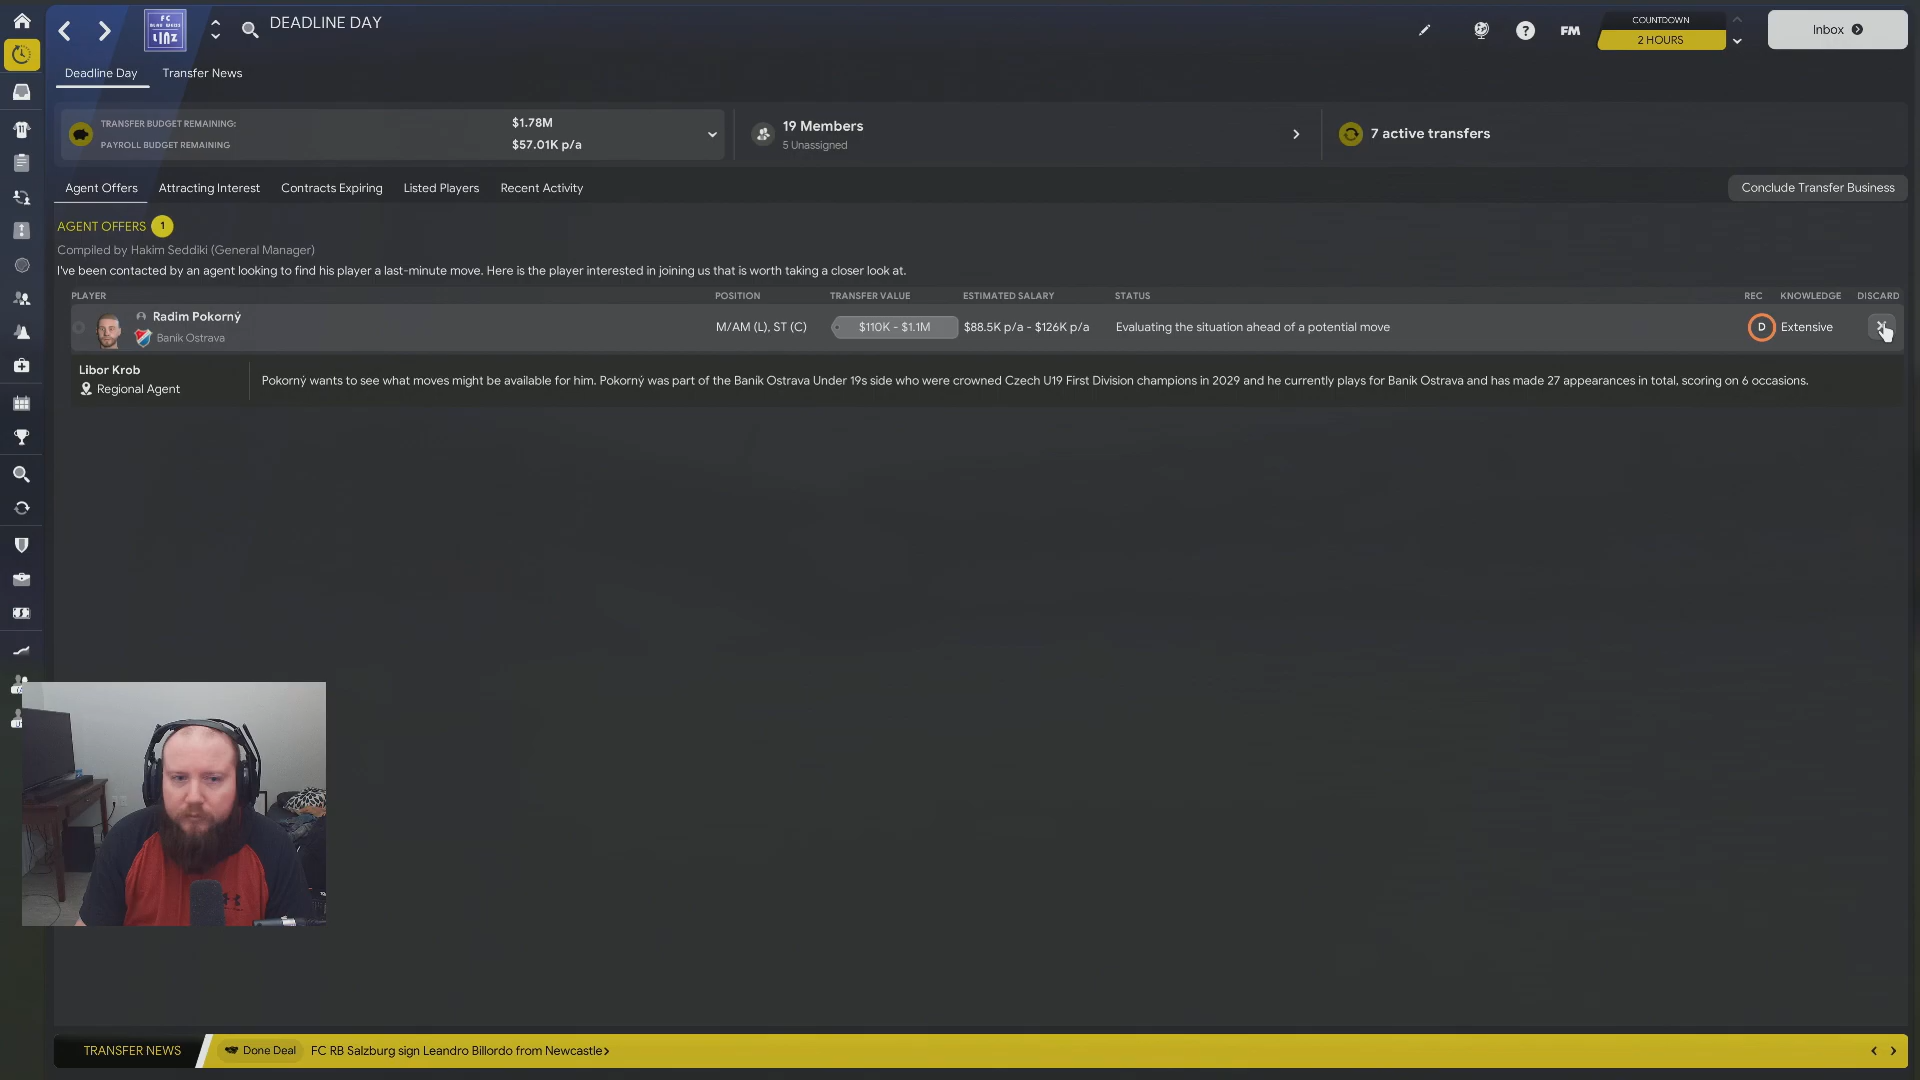 DEADLINE DAY
FC
BLAU WEISS
LINZ
FM
COUNTDOWN
2 HOURS
Inbox
Deadline Day
Transfer News
TRANSFER BUDGET REMAINING:
$1.78M
PAYROLL BUDGET REMAINING
$57.01K p/a
19 Members
5 Unassigned
7 active transfers
Agent Offers
Attracting Interest
Contracts Expiring
Listed Players
Recent Activity
Conclude Transfer Business
AGENT OFFERS 1
Compiled by Hakim Seddiki (General Manager)
I've been contacted by an agent looking to find his player a last-minute move. Here is the player interested in joining us that is worth taking a closer look at.
PLAYER POSITION TRANSFER VALUE ESTIMATED SALARY STATUS REC KNOWLEDGE DISCARD
Radim Pokorný
Baník Ostrava
M/AM (L), ST (C) $110K - $1.1M $88.5K p/a - $126K p/a Evaluating the situation ahead of a potential move D Extensive
Libor Krob
Regional Agent
Pokorný wants to see what moves might be available for him. Pokorný was part of the Baník Ostrava Under 19s side who were crowned Czech U19 First Division champions in 2029 and he currently plays for Baník Ostrava and has made 27 appearances in total, scoring on 6 occasions.
TRANSFER NEWS
Done Deal
FC RB Salzburg sign Leandro Billordo from Newcastle>